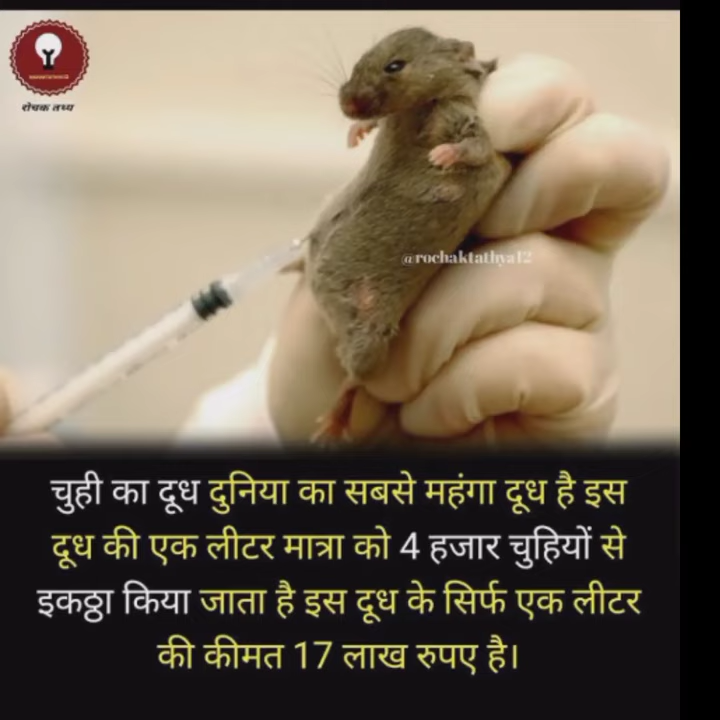 रोचक तथ्य
@rochaktathya12
चुही का दूध दुनिया का सबसे महंगा दूध है इस
दूध की एक लीटर मात्रा को 4 हजार चुहियों से
इकठ्ठा किया जाता है इस दूध के सिर्फ एक लीटर
की कीमत 17 लाख रुपए है।